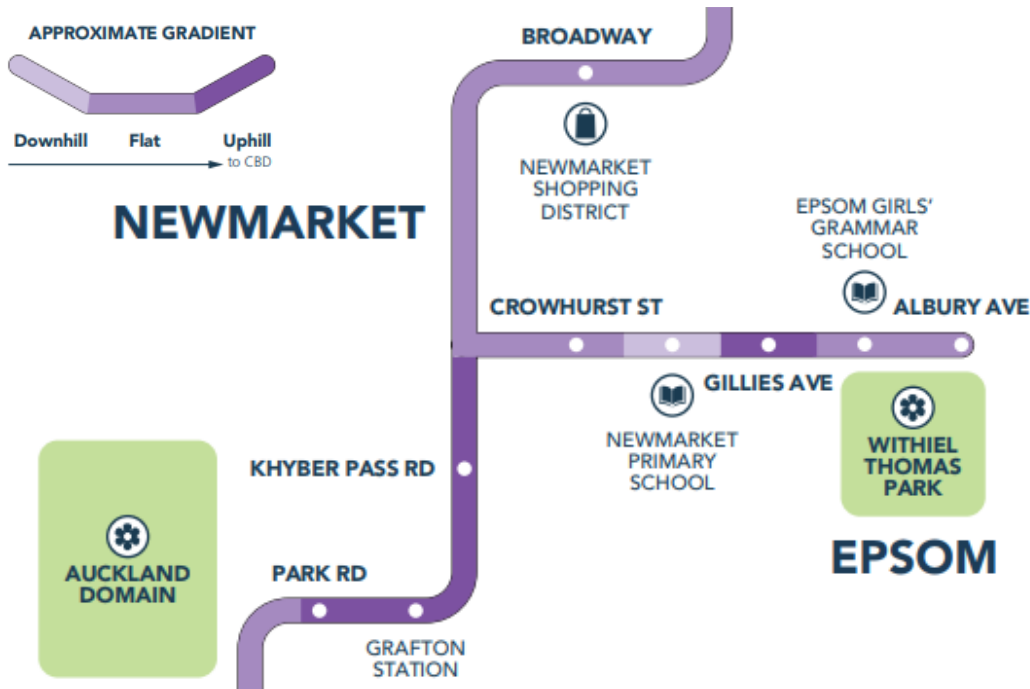 APPROXIMATE GRADIENT
Downhill
Flat
Uphill
to CBD
BROADWAY
NEWMARKET
SHOPPING
DISTRICT
NEWMARKET
EPSOM GIRLS’
GRAMMAR
SCHOOL
CROWHURST ST
ALBURY AVE
GILLIES AVE
NEWMARKET
PRIMARY
SCHOOL
WITHIEL
THOMAS
PARK
KHYBER PASS RD
EPSOM
AUCKLAND
DOMAIN
PARK RD
GRAFTON
STATION